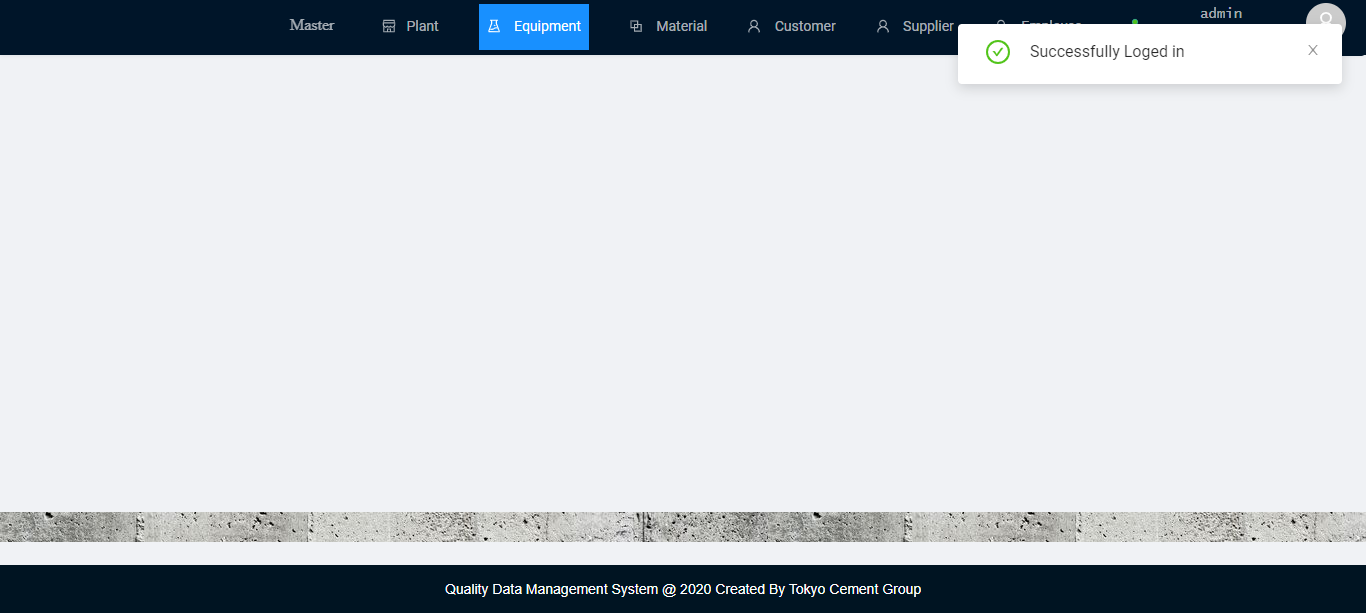 Master Plant Equipment Material Customer Supplier admin
Successfully Loged in
Quality Data Management System @ 2020 Created By Tokyo Cement Group